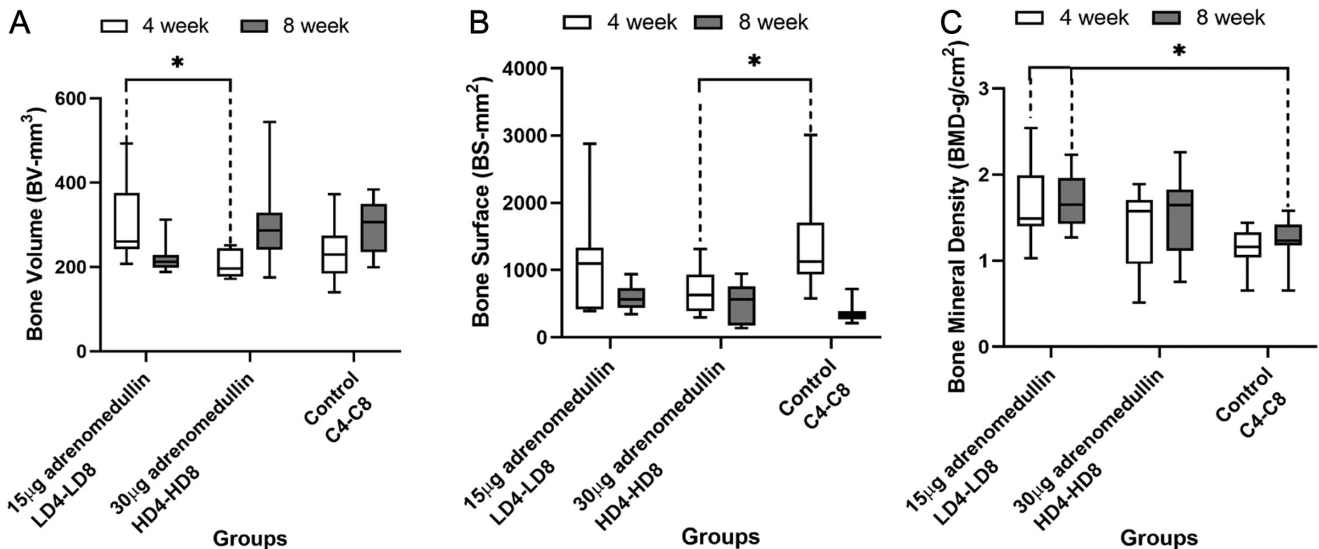 A
4 week
8 week
*
Bone Volume (BV-mm³)
600
400
200
0
15µg adrenomedullin
LD4-LD8
30µg adrenomedullin
HD4-HD8
Control
C4-C8
Groups
B
4 week
8 week
*
Bone Surface (BS-mm²)
4000
3000
2000
1000
0
15µg adrenomedullin
LD4-LD8
30µg adrenomedullin
HD4-HD8
Control
C4-C8
Groups
C
4 week
8 week
*
Bone Mineral Density (BMD-g/cm²)
3
2
1
0
15µg adrenomedullin
LD4-LD8
30µg adrenomedullin
HD4-HD8
Control
C4-C8
Groups